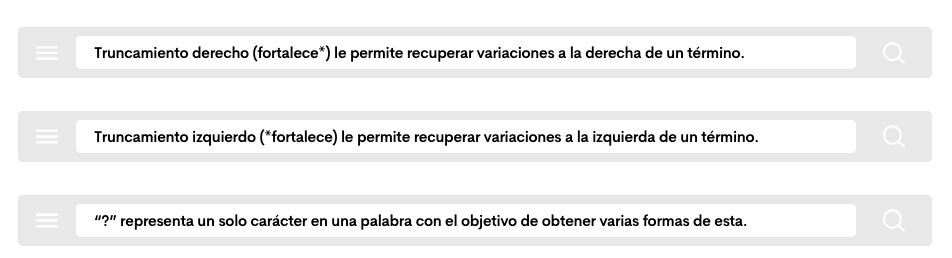 Truncamiento derecho (fortalece*) le permite recuperar variaciones a la derecha de un término.
Truncamiento izquierdo (*fortalece) le permite recuperar variaciones a la izquierda de un término.
“?” representa un solo carácter en una palabra con el objetivo de obtener varias formas de esta.